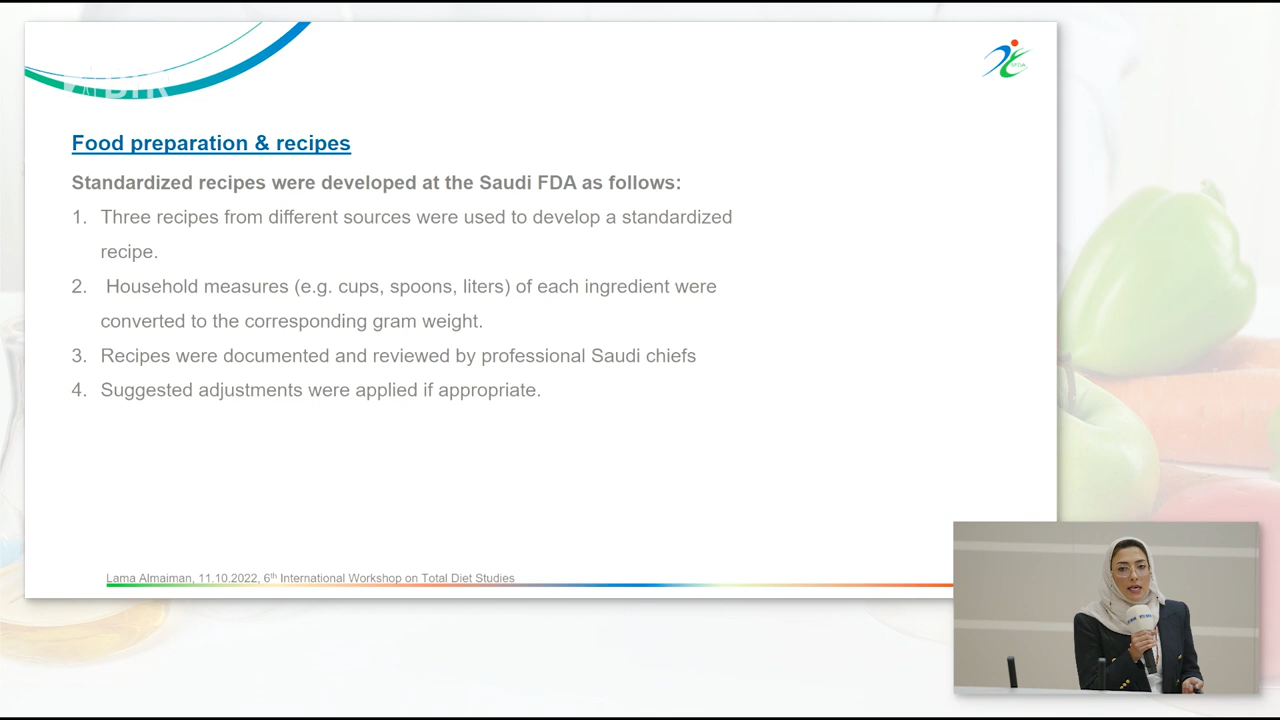 SFDA
Food preparation & recipes
Standardized recipes were developed at the Saudi FDA as follows:
1. Three recipes from different sources were used to develop a standardized
recipe.
2. Household measures (e.g. cups, spoons, liters) of each ingredient were
converted to the corresponding gram weight.
3. Recipes were documented and reviewed by professional Saudi chiefs
4. Suggested adjustments were applied if appropriate.
Lama Almaiman, 11.10.2022, 6th International Workshop on Total Diet Studies